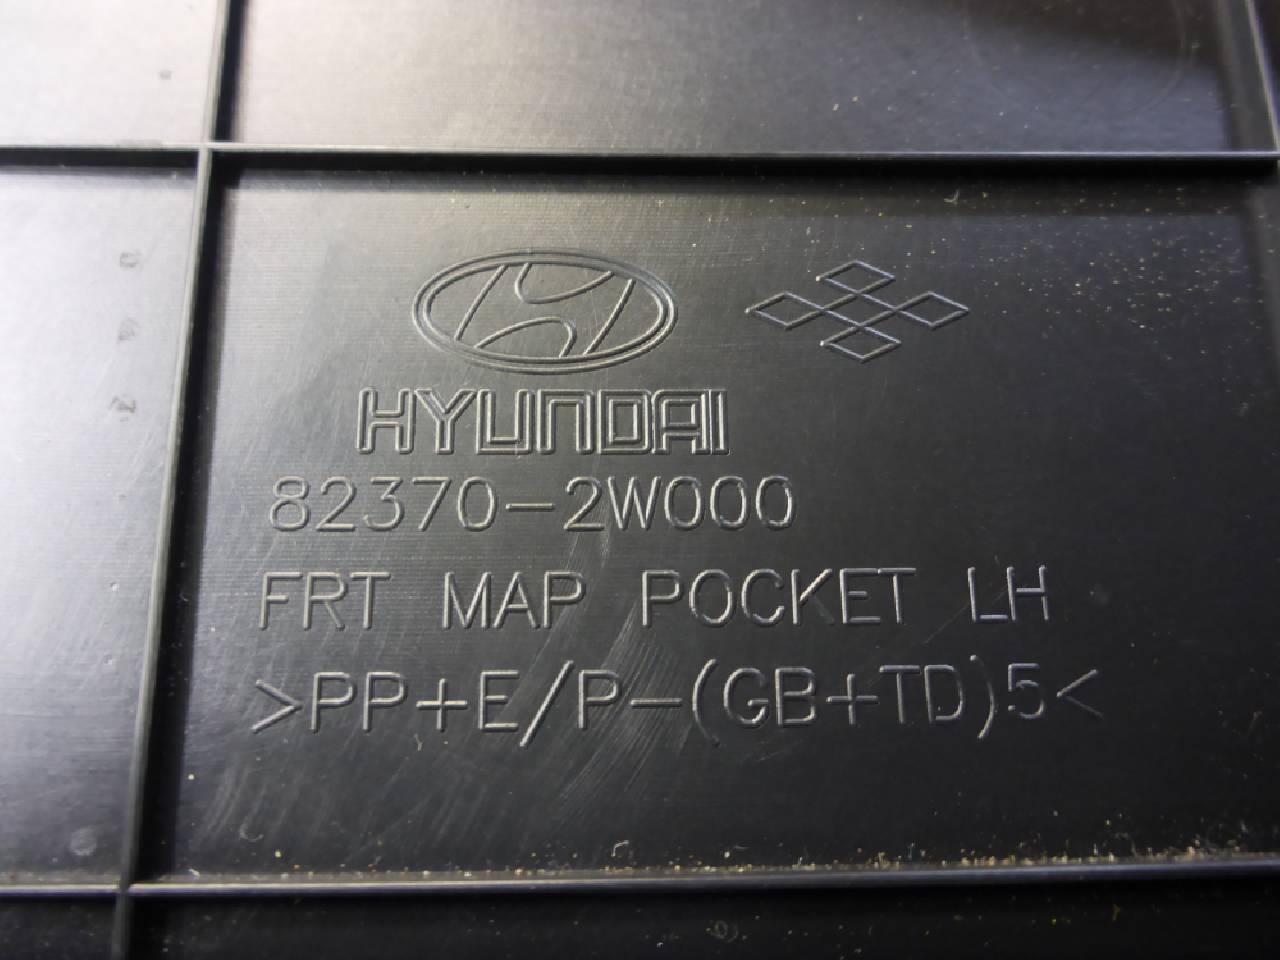 HYUNDAI
82370-2W000
FRT MAP POCKET LH
>PP+E/P-(GB+TD)5<